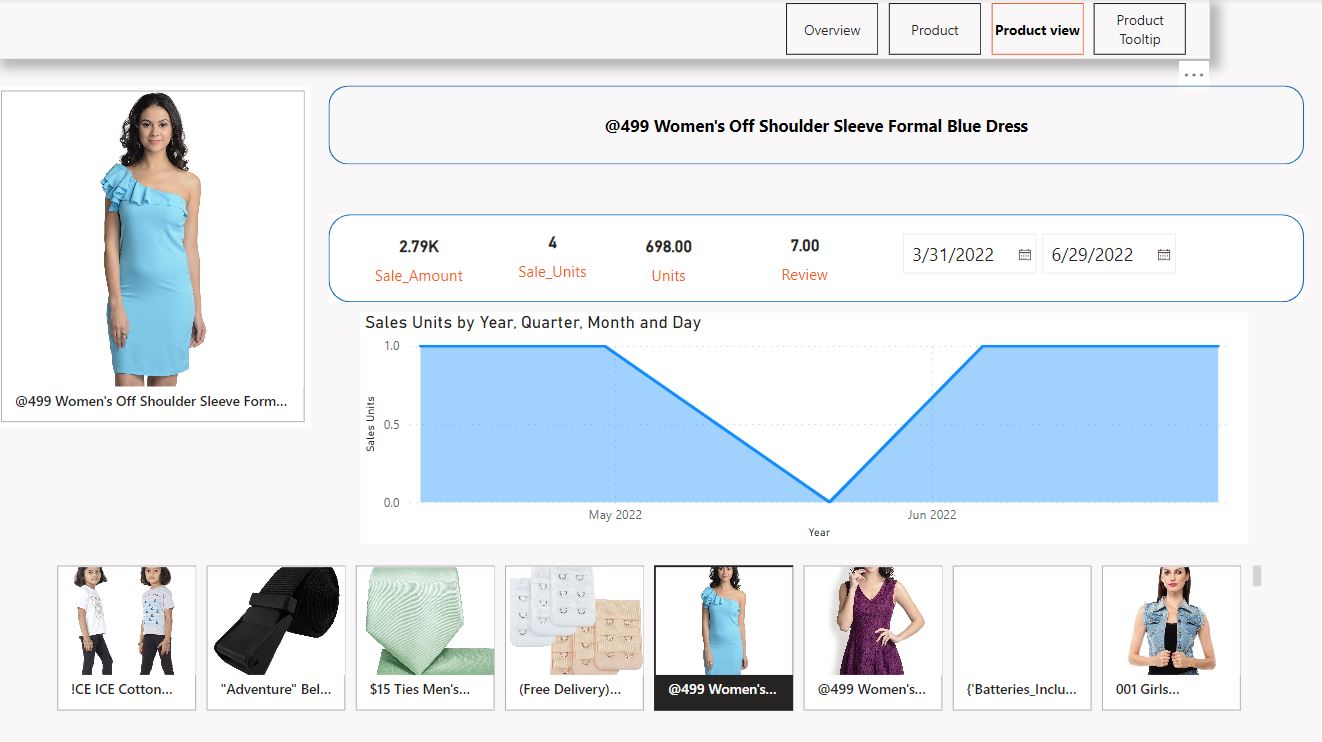 Overview
Product
Product view
Product
Tooltip
@499 Women's Off Shoulder Sleeve Formal Blue Dress
@499 Women's Off Shoulder Sleeve Form...
2.79K
Sale_Amount
4
Sale_Units
698.00
Units
7.00
Review
3/31/2022
6/29/2022
Sales Units by Year, Quarter, Month and Day
Sales Units
1.0
0.5
0.0
May 2022
Jun 2022
Year
!CE ICE Cotton...
"Adventure" Bel...
$15 Ties Men's...
(Free Delivery)...
@499 Women's...
@499 Women's...
{'Batteries_Inclu...
001 Girls...